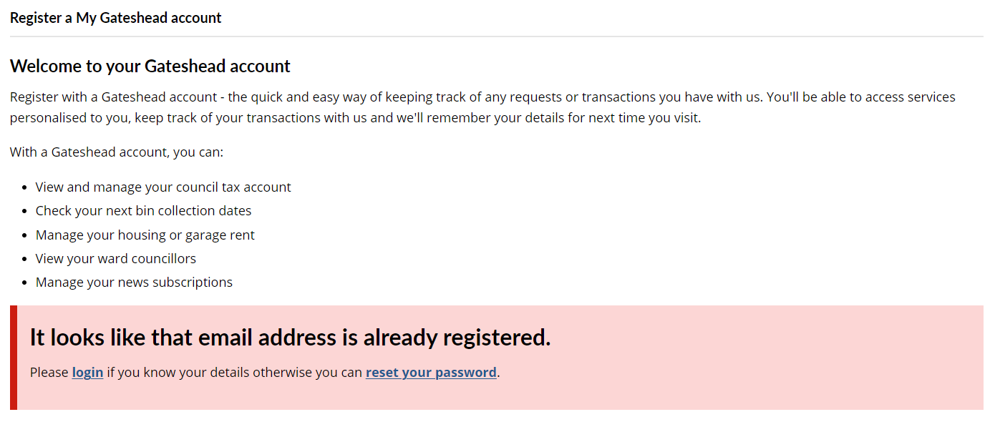 Register a My Gateshead account
Welcome to your Gateshead account
Register with a Gateshead account - the quick and easy way of keeping track of any requests or transactions you have with us. You'll be able to access services
personalised to you, keep track of your transactions with us and we'll remember your details for next time you visit.
With a Gateshead account, you can:
• View and manage your council tax account
• Check your next bin collection dates
• Manage your housing or garage rent
• View your ward councillors
• Manage your news subscriptions
It looks like that email address is already registered.
Please login if you know your details otherwise you can reset your password.